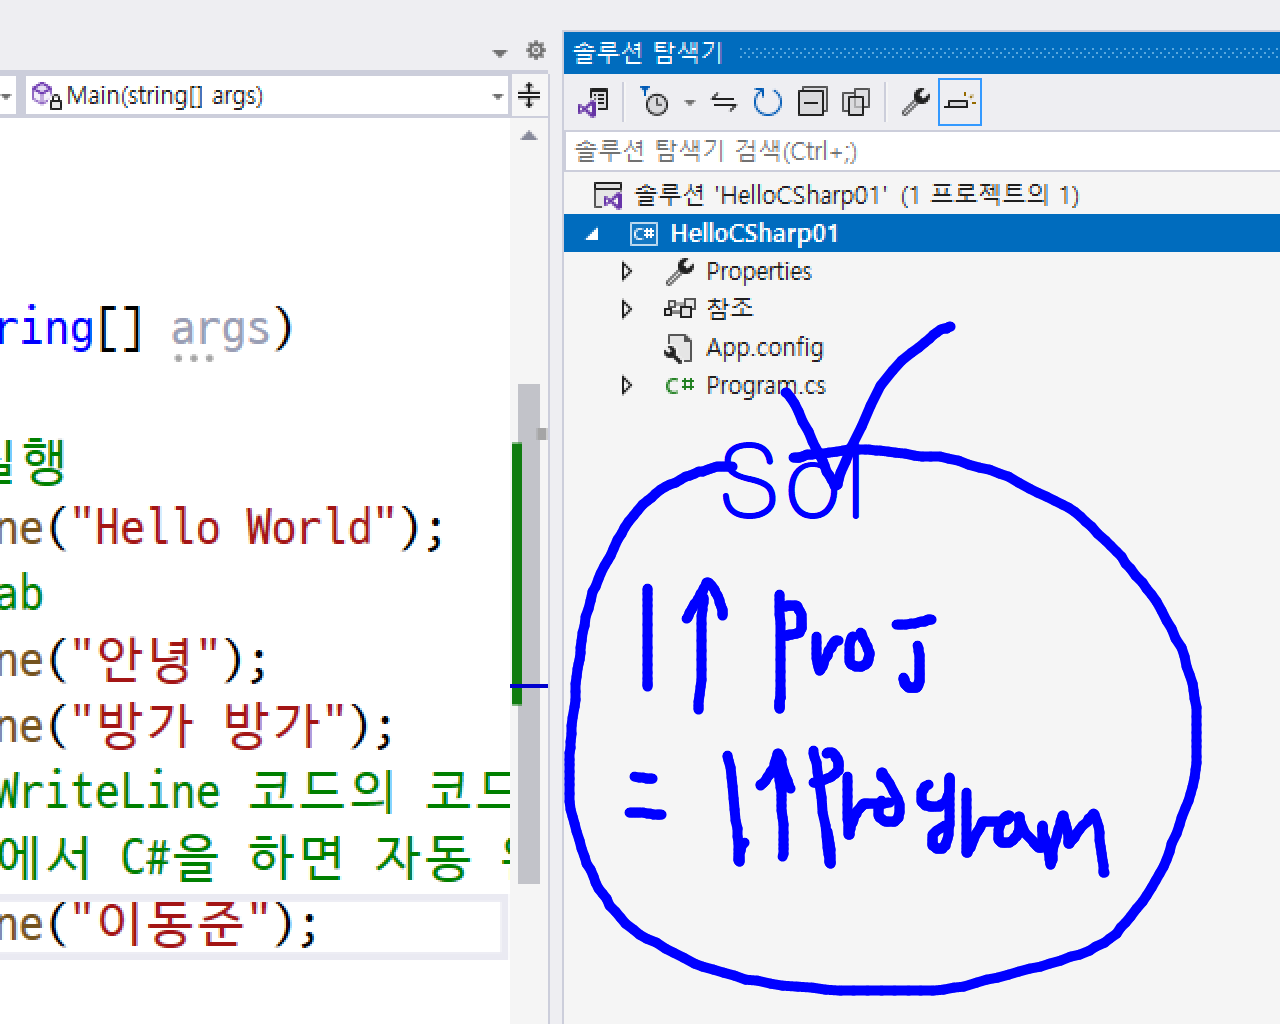 솔루션 탐색기
Main(string[] args)
솔루션 탐색기 검색(Ctrl+;)
솔루션 'HelloCSharp01' (1 프로젝트의 1)
C# HelloCSharp01
Properties
참조
App.config
C# Program.cs
ring[] args)
실행
ne("Hello World");
ab
ne("안녕");
ne("방가 방가");
WriteLine 코드의 코드
에서 C#을 하면 자동
ne("이동준");
Sol
1↑ Proj
= 1↑Program